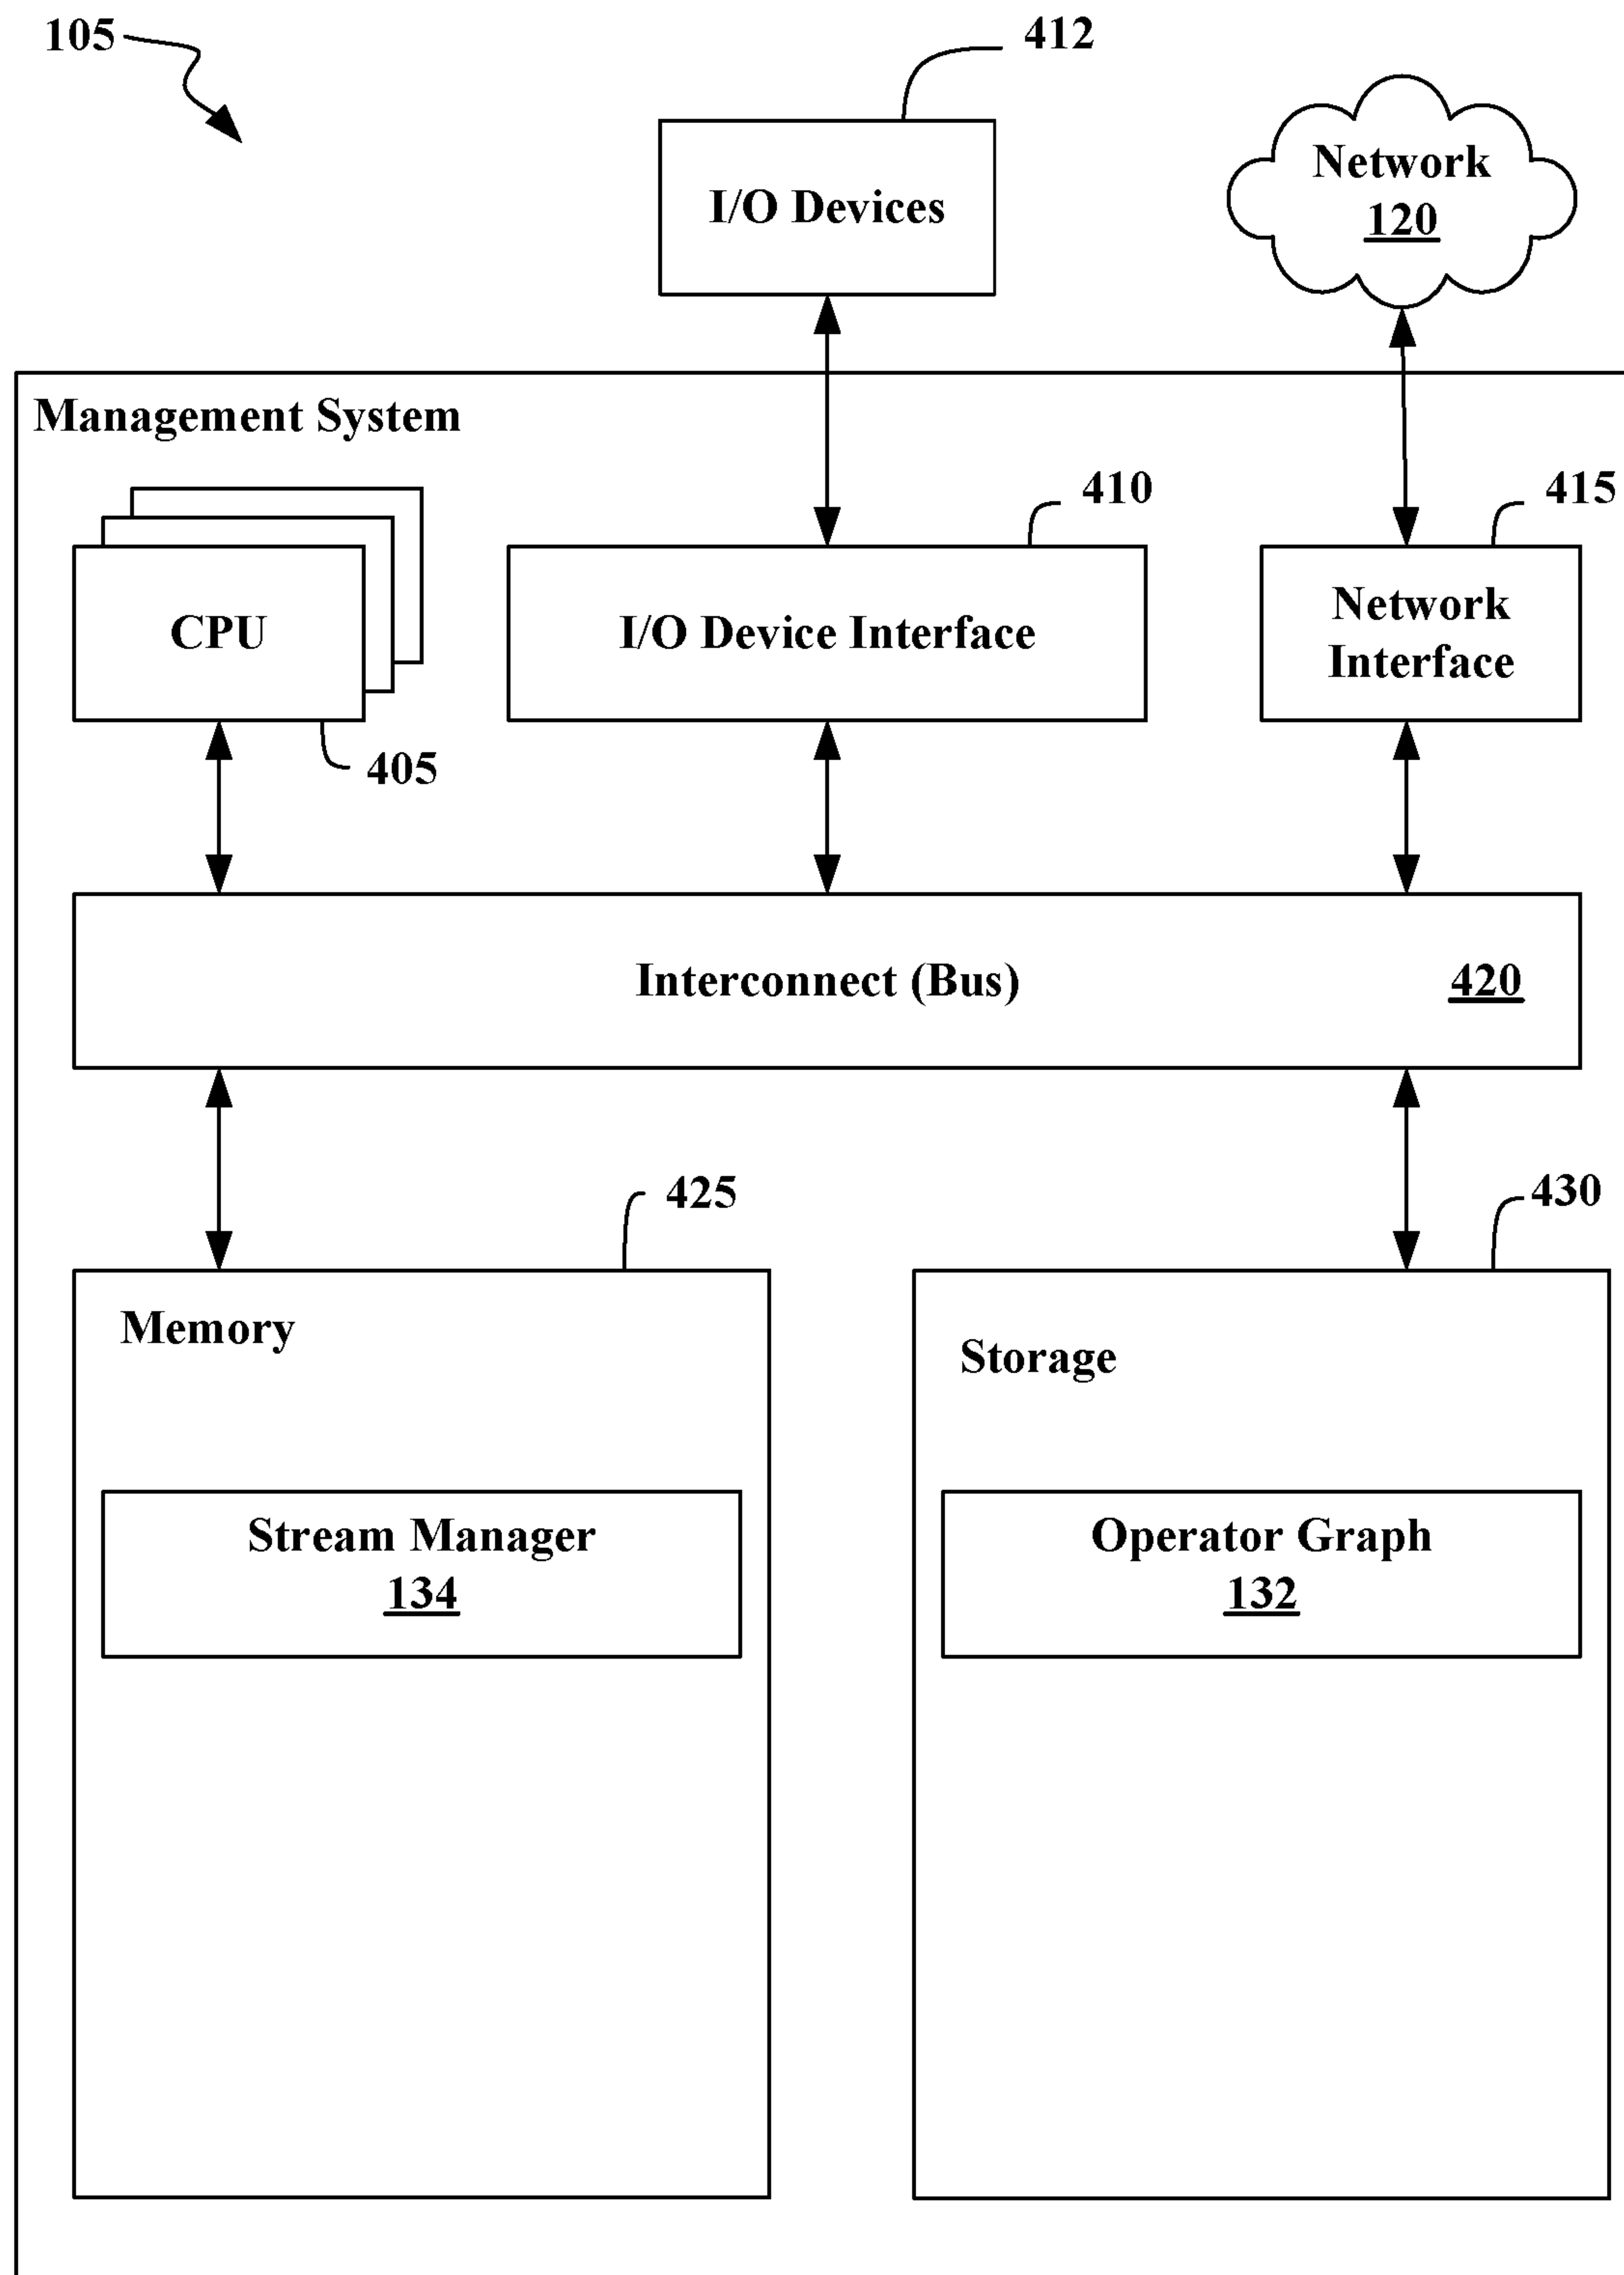 105
412
I/O Devices
Network
120
Management System
410
415
CPU
I/O Device Interface
Network
Interface
405
Interconnect (Bus)
420
425
430
Memory
Storage
Stream Manager
134
Operator Graph
132